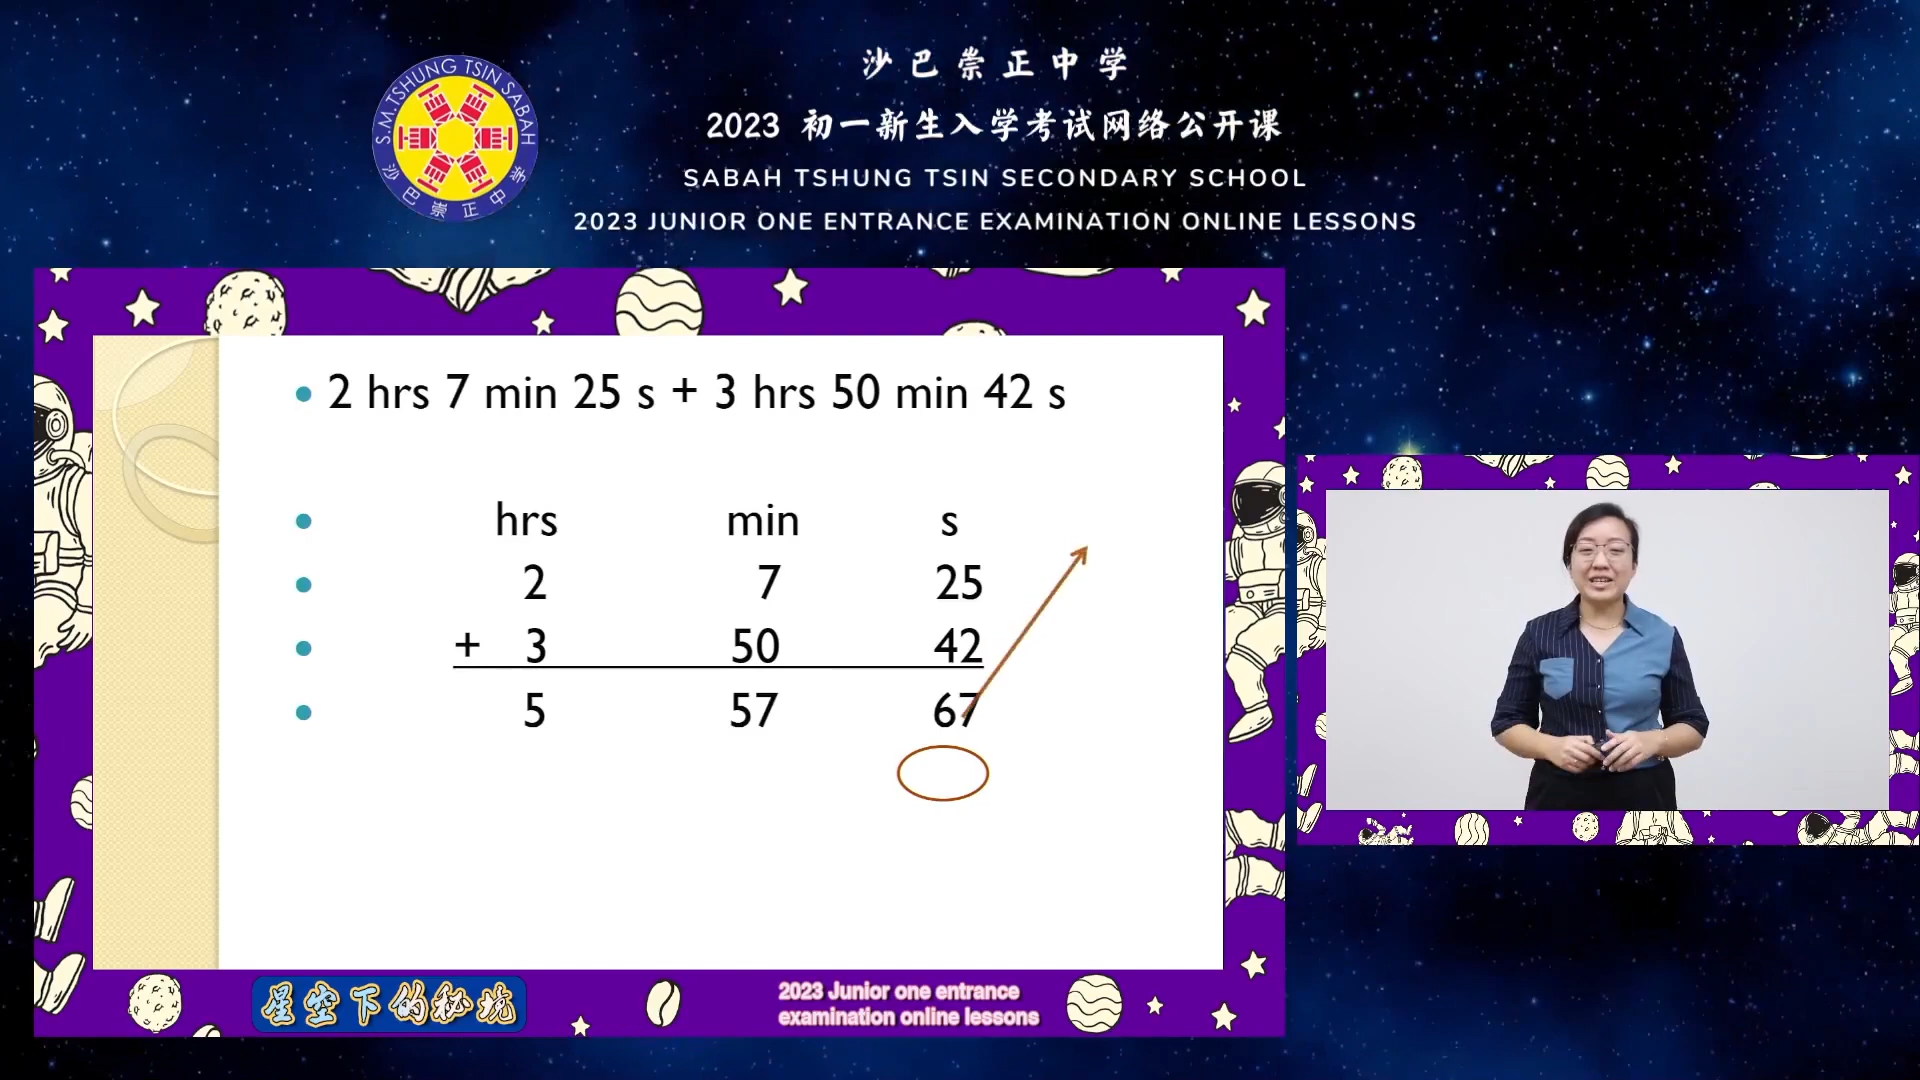 S.M.TSHUNG TSIN SABAH
沙巴崇正中学
沙巴崇正中学
2023 初一新生入学考试网络公开课
SABAH TSHUNG TSIN SECONDARY SCHOOL
2023 JUNIOR ONE ENTRANCE EXAMINATION ONLINE LESSONS
2 hrs 7 min 25 s + 3 hrs 50 min 42 s
hrs min s
2 7 25
+ 3 50 42
5 57 67
星空下的秘境
2023 Junior one entrance
examination online lessons